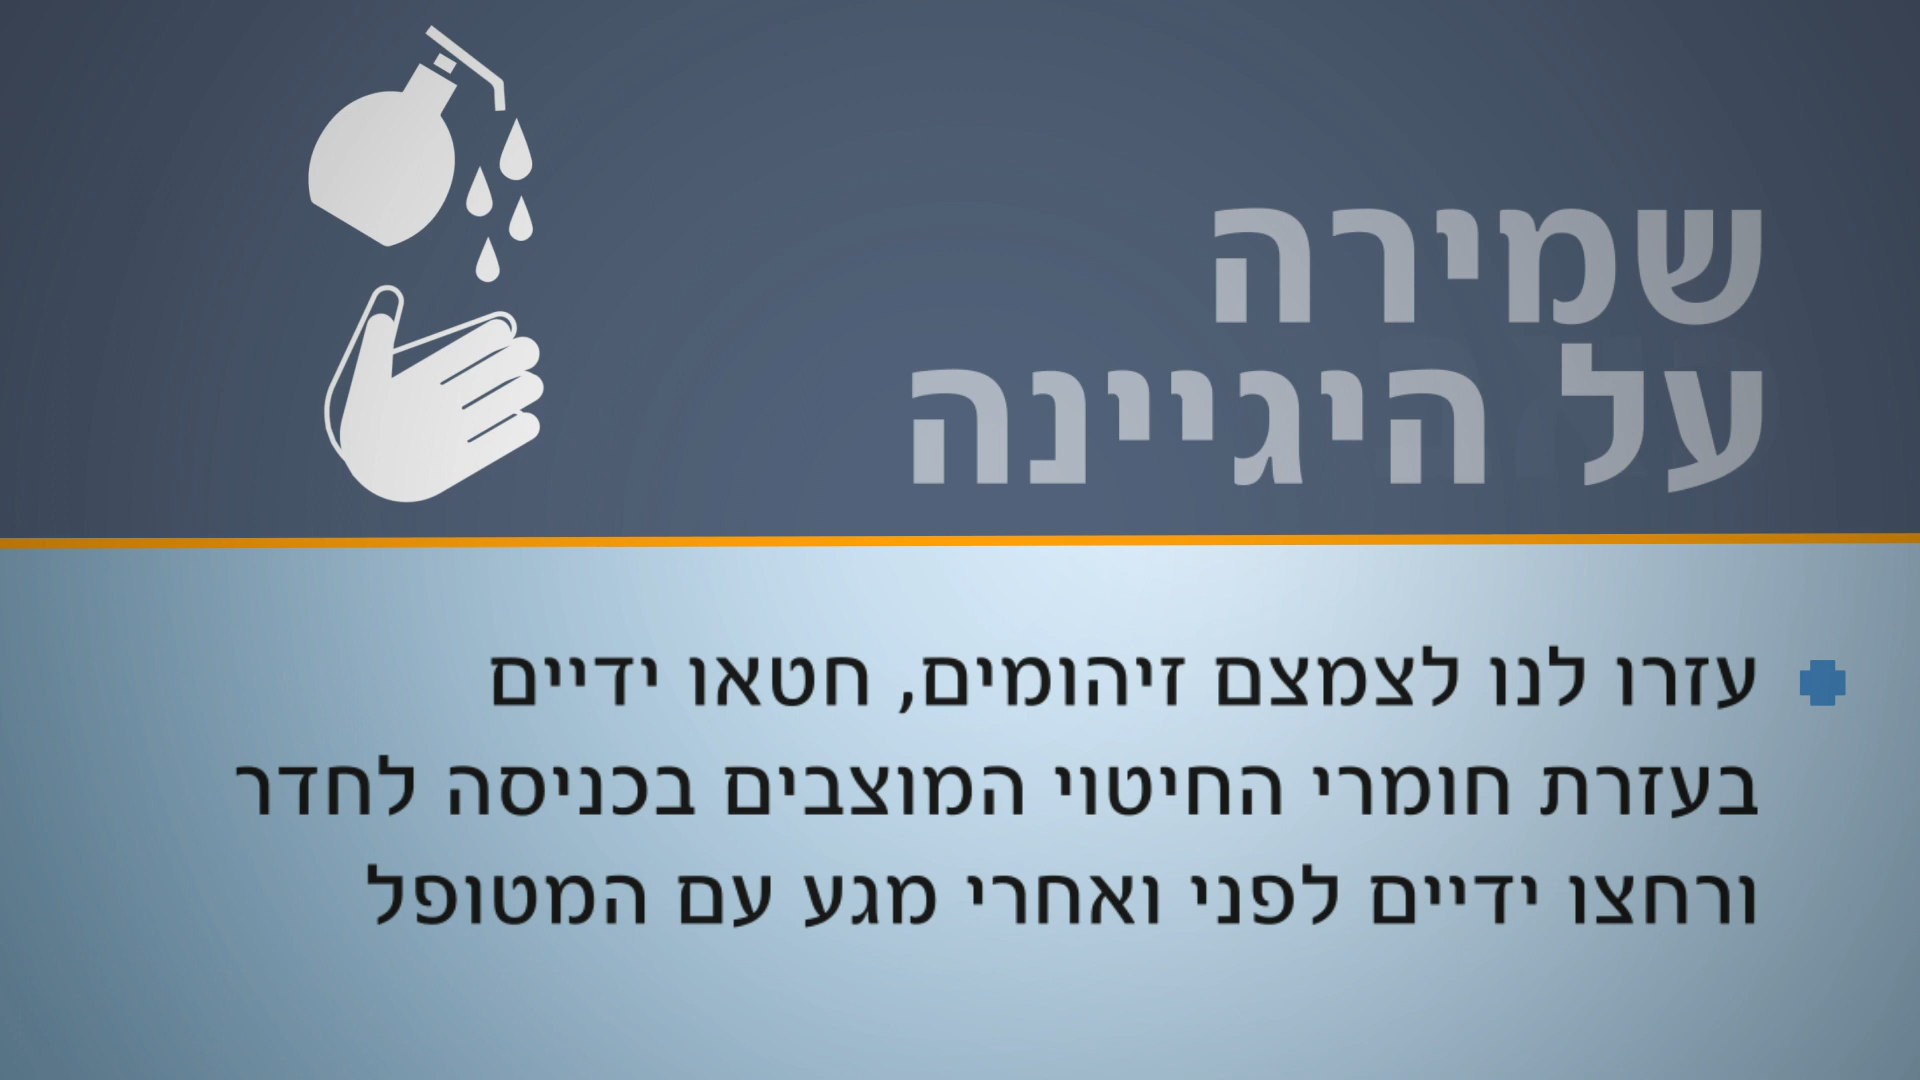 שמירה
על היגיינה
עזרו לנו לצמצם זיהומים, חטאו ידיים
בעזרת חומרי החיטוי המוצבים בכניסה לחדר
ורחצו ידיים לפני ואחרי מגע עם המטופל